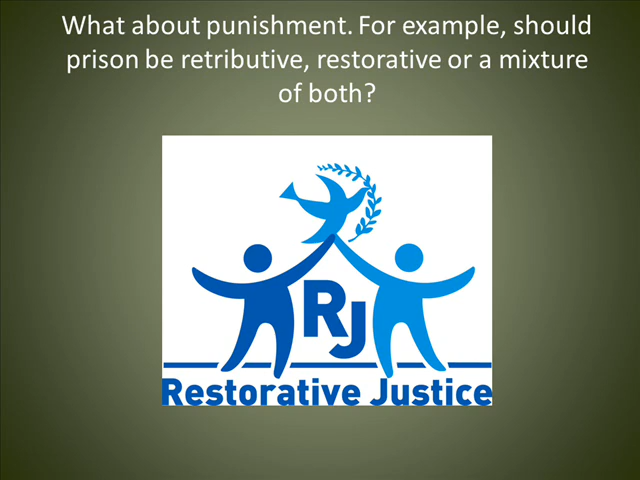 What about punishment. For example, should
prison be retributive, restorative or a mixture
of both?
RJ
Restorative Justice